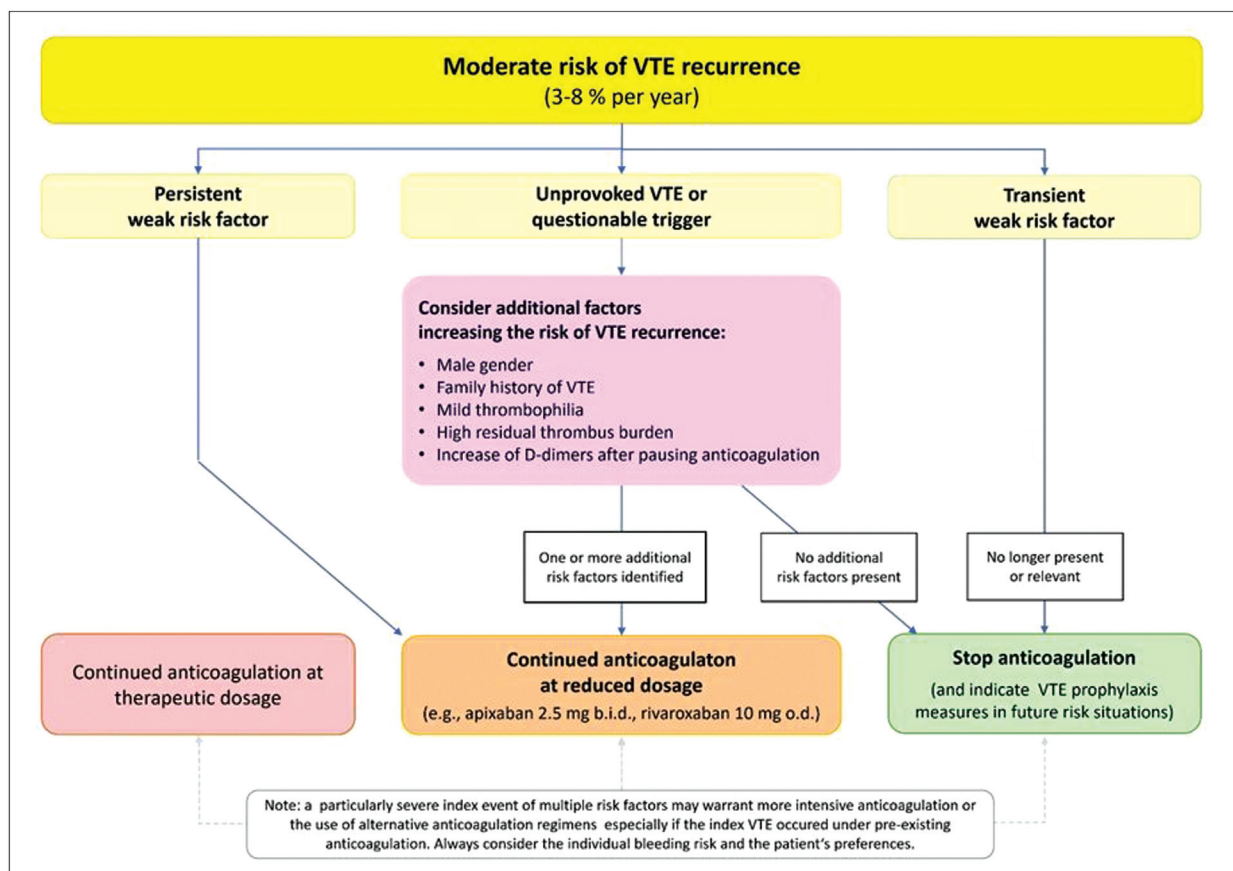 Moderate risk of VTE recurrence
(3-8 % per year)
Persistent
weak risk factor
Unprovoked VTE or
questionable trigger
Transient
weak risk factor
Consider additional factors
increasing the risk of VTE recurrence:
• Male gender
• Family history of VTE
• Mild thrombophilia
• High residual thrombus burden
• Increase of D-dimers after pausing anticoagulation
One or more additional
risk factors identified
No additional
risk factors present
No longer present
or relevant
Continued anticoagulation at
therapeutic dosage
Continued anticoagulaton
at reduced dosage
(e.g., apixaban 2.5 mg b.i.d., rivaroxaban 10 mg o.d.)
Stop anticoagulation
(and indicate VTE prophylaxis
measures in future risk situations)
Note: a particularly severe index event of multiple risk factors may warrant more intensive anticoagulation or
the use of alternative anticoagulation regimens especially if the index VTE occured under pre-existing
anticoagulation. Always consider the individual bleeding risk and the patient's preferences.